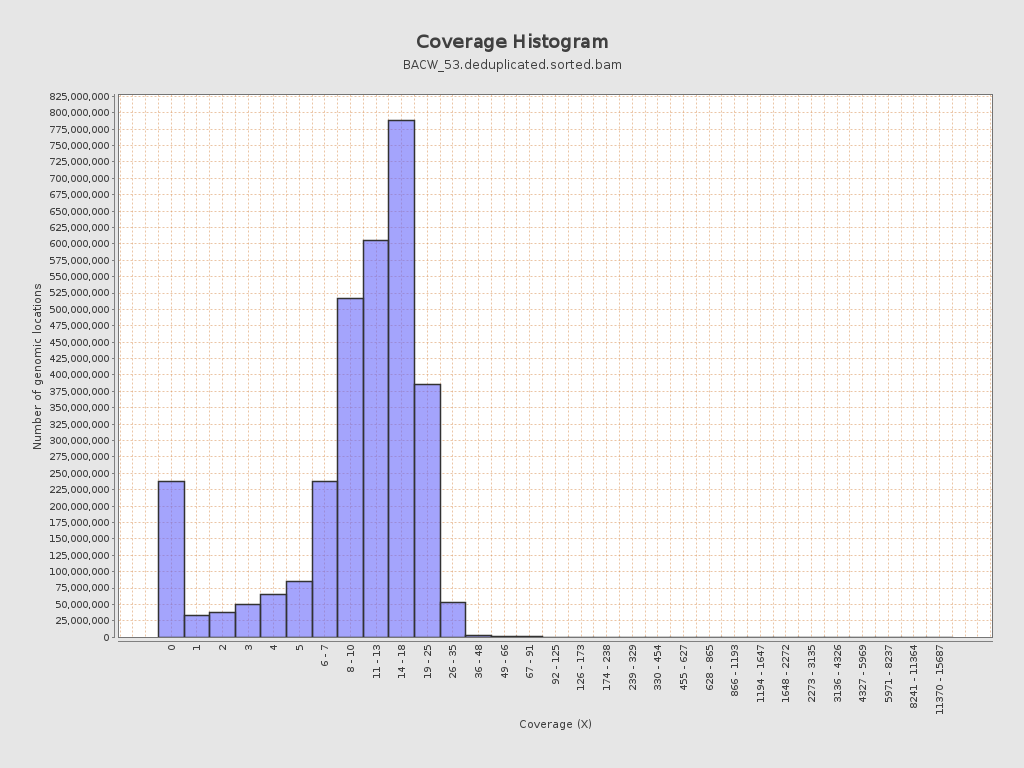 Coverage Histogram
BACW_53.deduplicated.sorted.bam
Number of genomic locations
825,000,000
800,000,000
775,000,000
750,000,000
725,000,000
700,000,000
675,000,000
650,000,000
625,000,000
600,000,000
575,000,000
550,000,000
525,000,000
500,000,000
475,000,000
450,000,000
425,000,000
400,000,000
375,000,000
350,000,000
325,000,000
300,000,000
275,000,000
250,000,000
225,000,000
200,000,000
175,000,000
150,000,000
125,000,000
100,000,000
75,000,000
50,000,000
25,000,000
0
0
1
2
3
4
5
6 - 7
8 - 10
11 - 13
14 - 18
19 - 25
26 - 35
36 - 48
49 - 66
67 - 91
92 - 125
126 - 173
174 - 238
239 - 329
330 - 454
455 - 627
628 - 865
866 - 1193
1194 - 1647
1648 - 2272
2273 - 3135
3136 - 4326
4327 - 5969
5971 - 8237
8241 - 11364
11370 - 15687
Coverage (X)